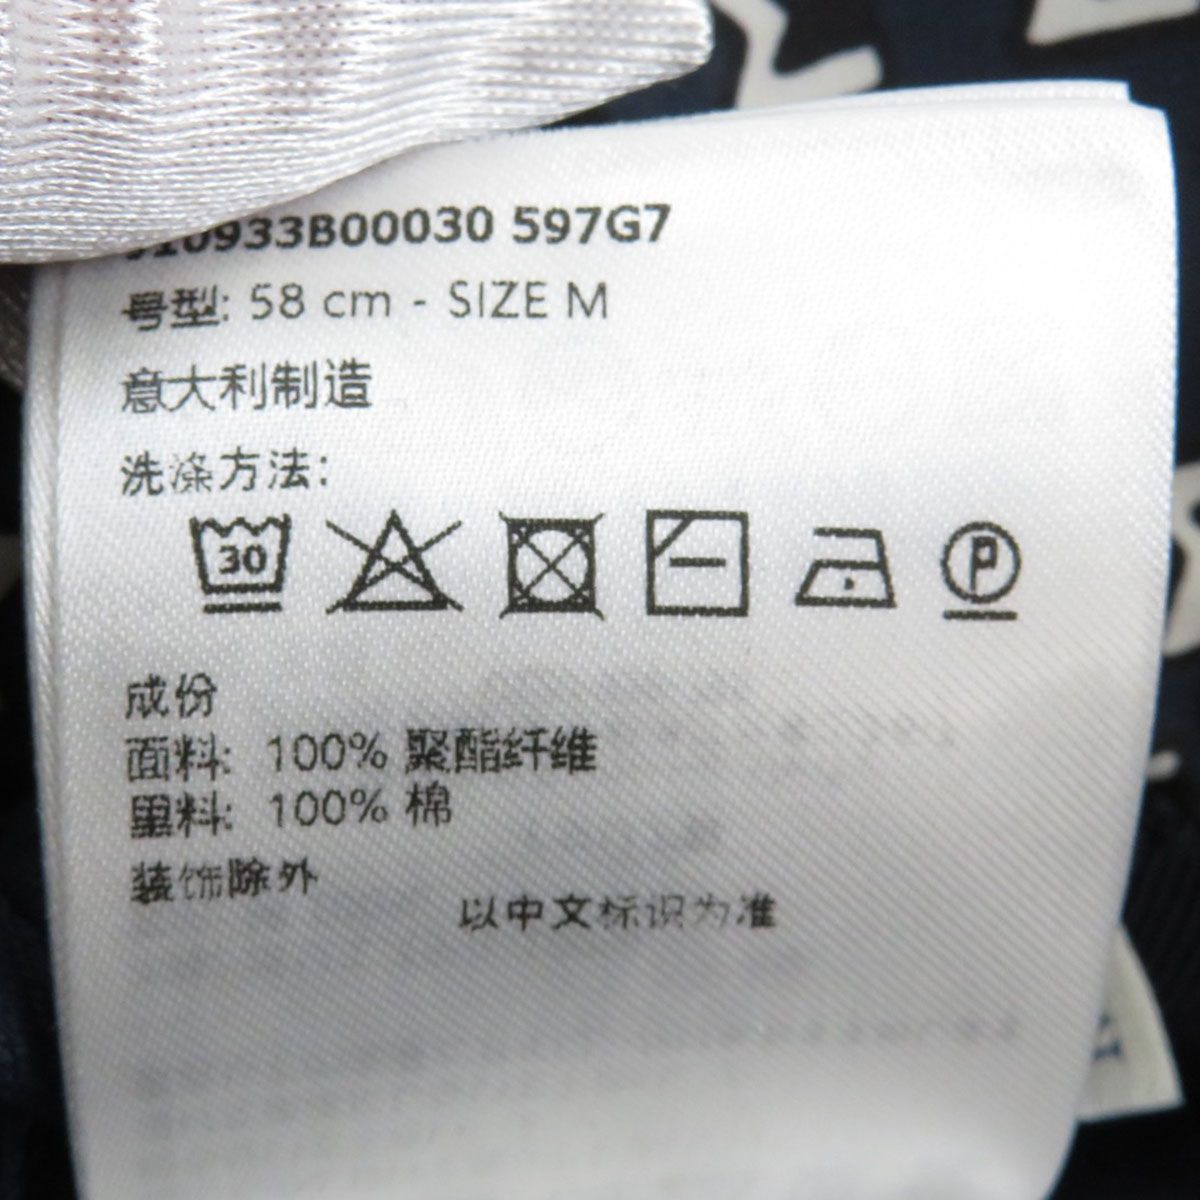 10933B00030 597G7
号型: 58 cm - SIZE M
意大利制造
洗涤方法:
30
P
成份
面料: 100% 聚酯纤维
里料: 100% 棉
装饰除外
以中文标识为准